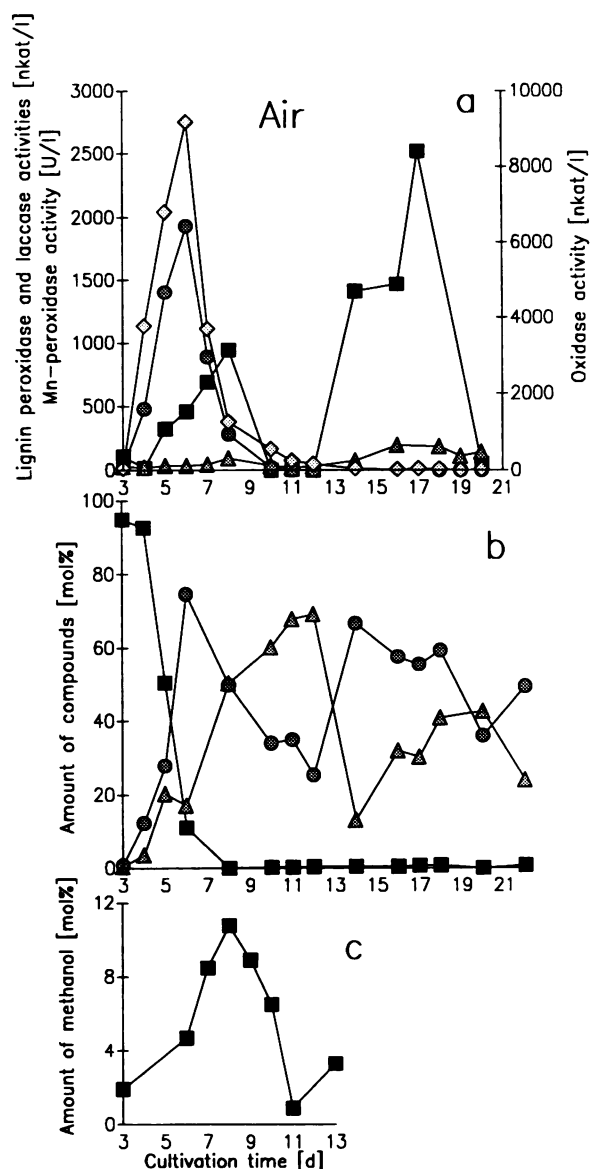 Air
a
Lignin peroxidase and laccase activities [nkat/l]
Mn-peroxidase activity [U/l]
3000
2500
2000
1500
1000
500
0
10000
8000
6000
4000
2000
0
Oxidase activity [nkat/l]
3 5 7 9 11 13 15 17 19 21
b
Amount of compounds [mol%]
100
80
60
40
20
0
3 5 7 9 11 13 15 17 19 21
c
Amount of methanol [mol%]
12
8
4
0
3 5 7 9 11 13
Cultivation time [d]